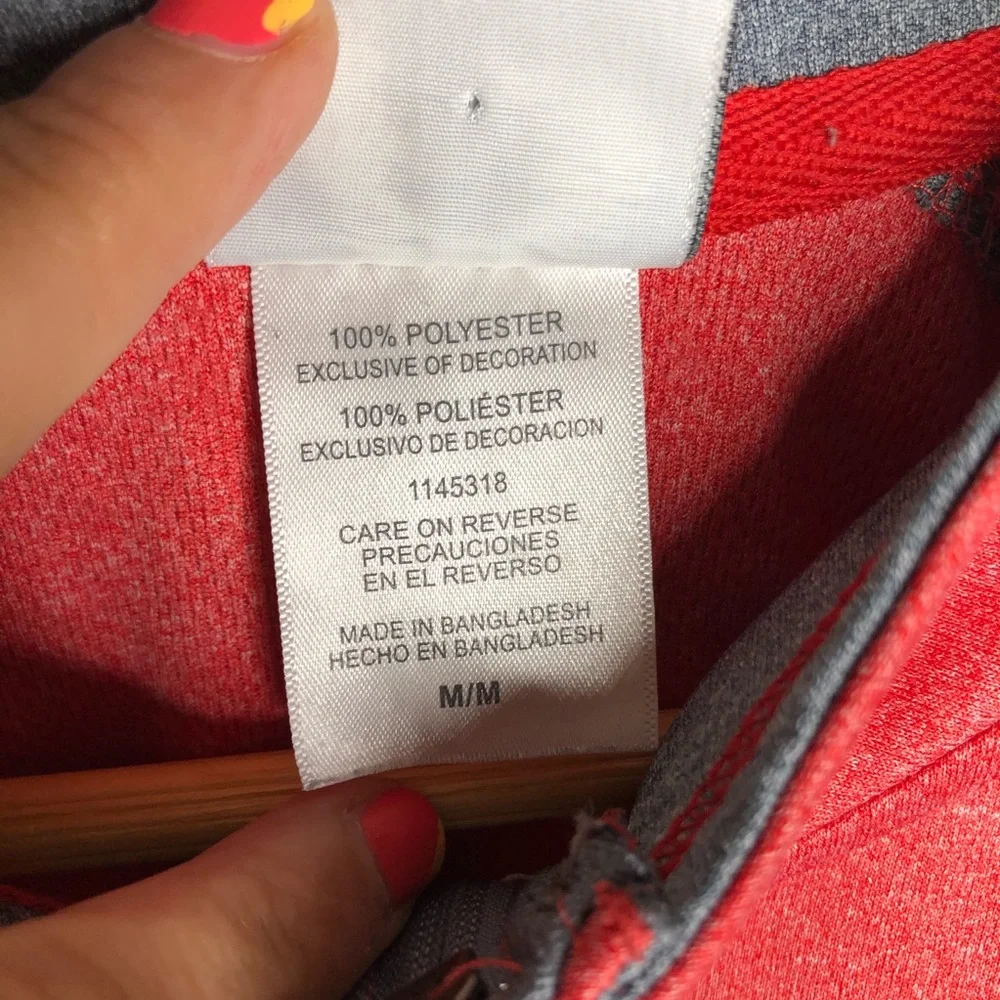 100% POLYESTER
EXCLUSIVE OF DECORATION
100% POLIÉSTER
EXCLUSIVO DE DECORACION
1145318
CARE ON REVERSE
PRECAUCIONES
EN EL REVERSO
MADE IN BANGLADESH
HECHO EN BANGLADESH
M/M